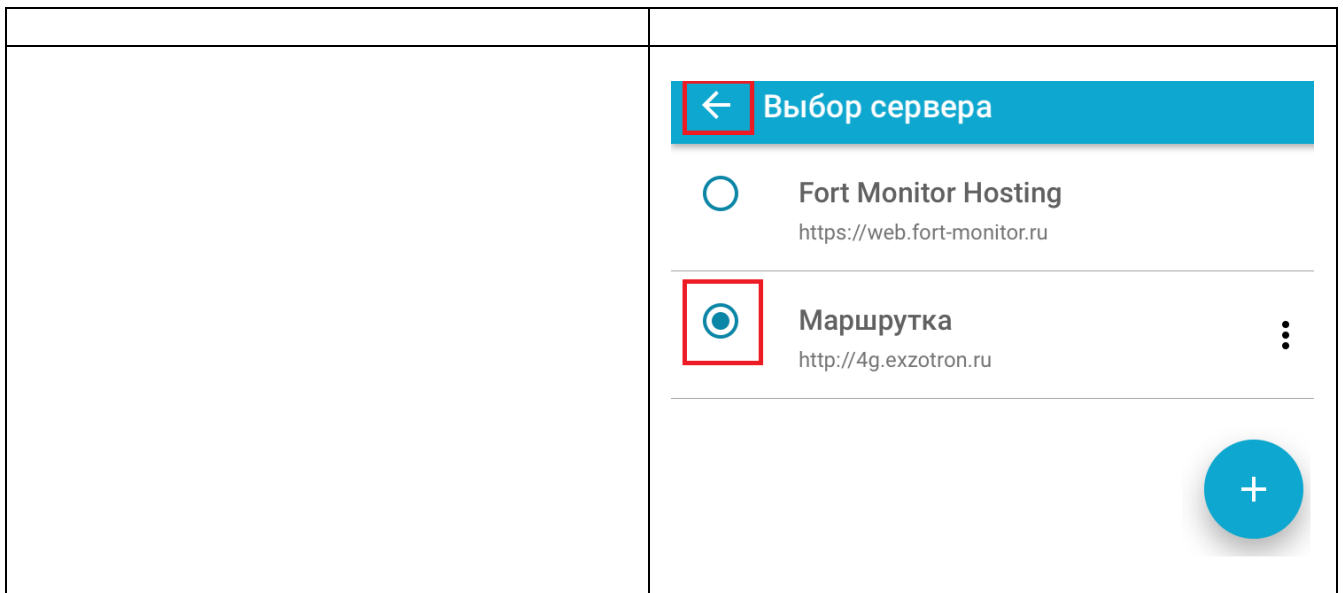 Выбор сервера
Fort Monitor Hosting
https://web.fort-monitor.ru
Маршрутка
http://4g.exzotron.ru